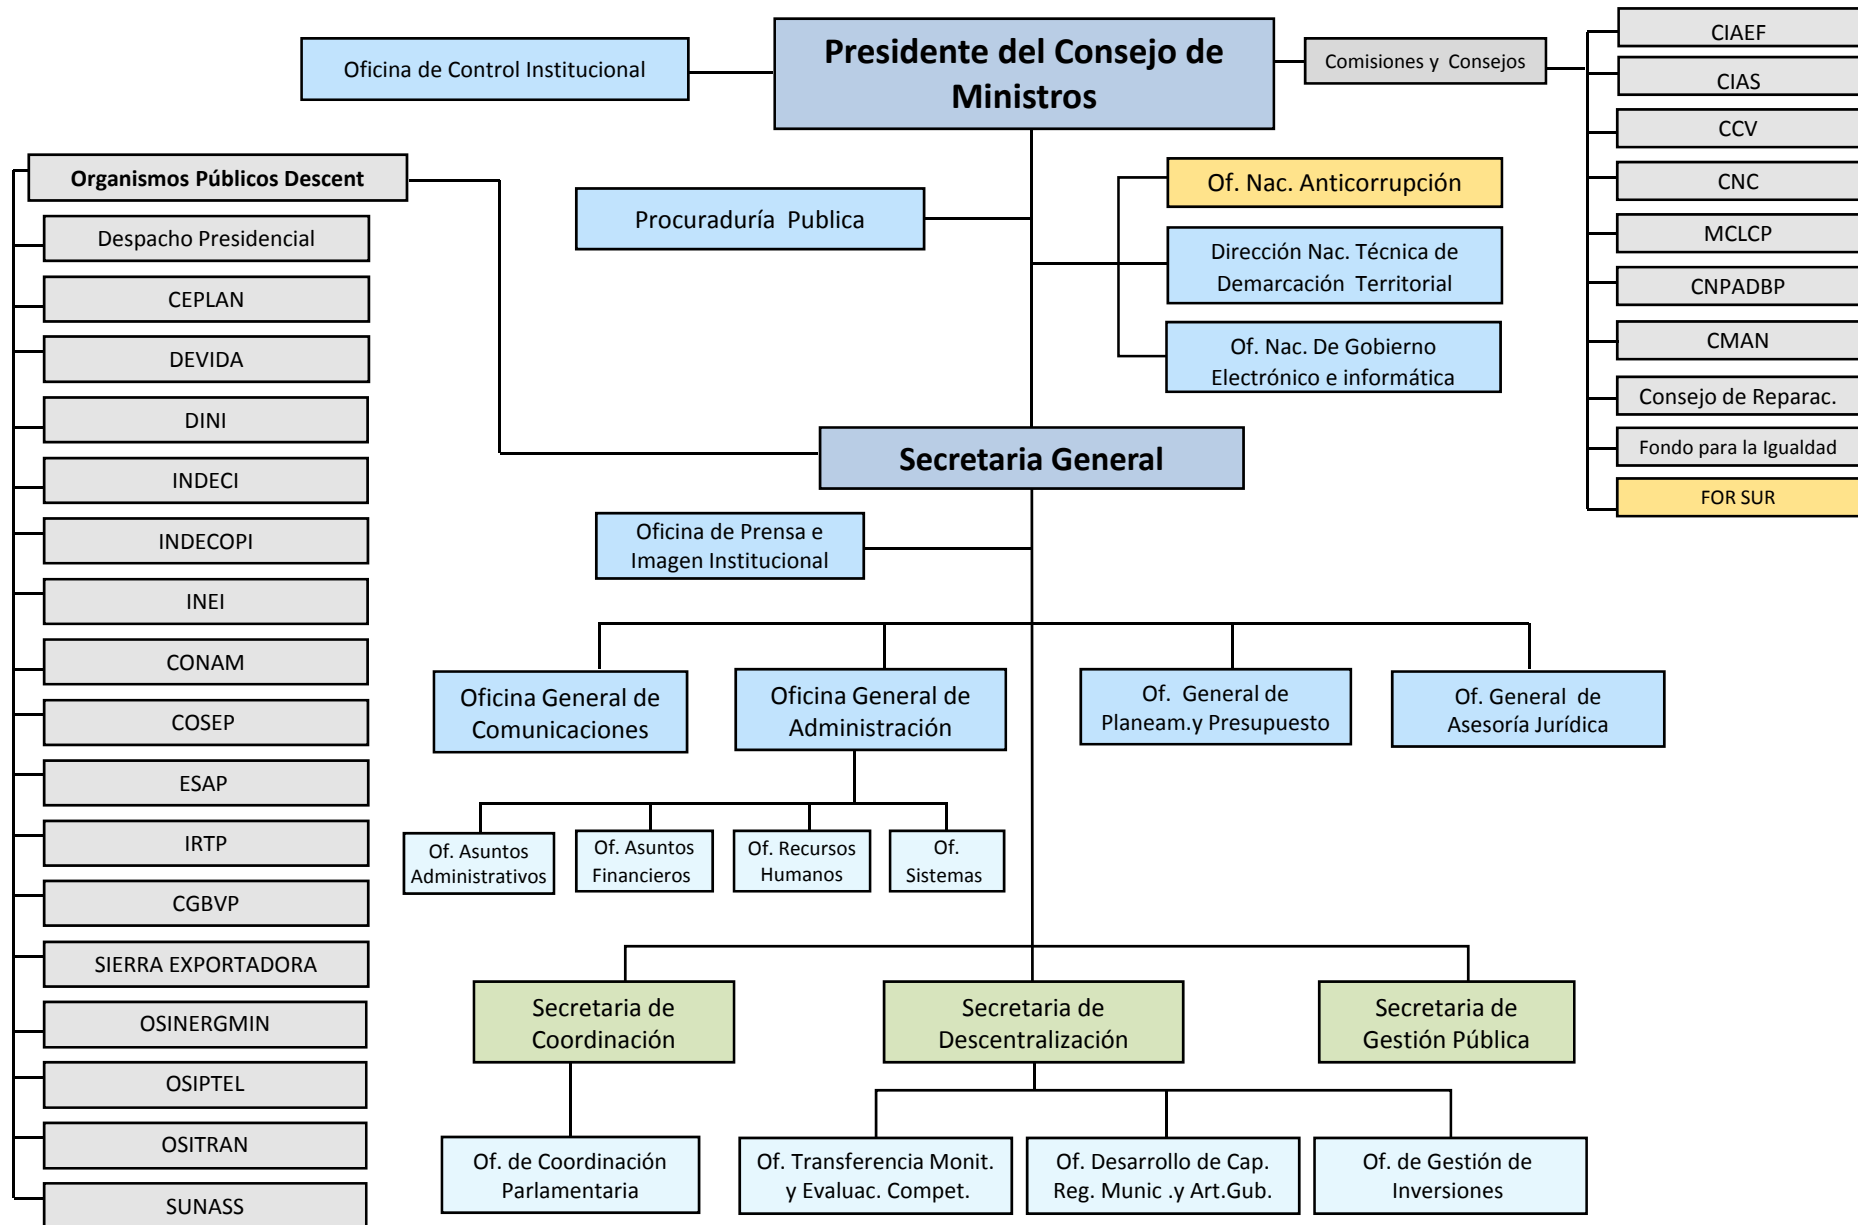 Presidente del Consejo de
Ministros
Oficina de Control Institucional
Comisiones y Consejos
CIAEF
CIAS
CCV
CNC
MCLCP
CNPADBP
CMAN
Consejo de Reparac.
Fondo para la Igualdad
FOR SUR
Organismos Públicos Descent
Despacho Presidencial
CEPLAN
DEVIDA
DINI
INDECI
INDECOPI
INEI
CONAM
COSEP
ESAP
IRTP
CGBVP
SIERRA EXPORTADORA
OSINERGMIN
OSIPTEL
OSITRAN
SUNASS
Procuraduría Publica
Of. Nac. Anticorrupción
Dirección Nac. Técnica de
Demarcación Territorial
Of. Nac. De Gobierno
Electrónico e informática
Secretaria General
Oficina de Prensa e
Imagen Institucional
Oficina General de
Comunicaciones
Oficina General de
Administración
Of. General de
Planeam.y Presupuesto
Of. General de
Asesoría Jurídica
Of. Asuntos
Administrativos
Of. Asuntos
Financieros
Of. Recursos
Humanos
Of.
Sistemas
Secretaria de
Coordinación
Secretaria de
Descentralización
Secretaria de
Gestión Pública
Of. de Coordinación
Parlamentaria
Of. Transferencia Monit.
y Evaluac. Compet.
Of. Desarrollo de Cap.
Reg. Munic .y Art.Gub.
Of. de Gestión de
Inversiones